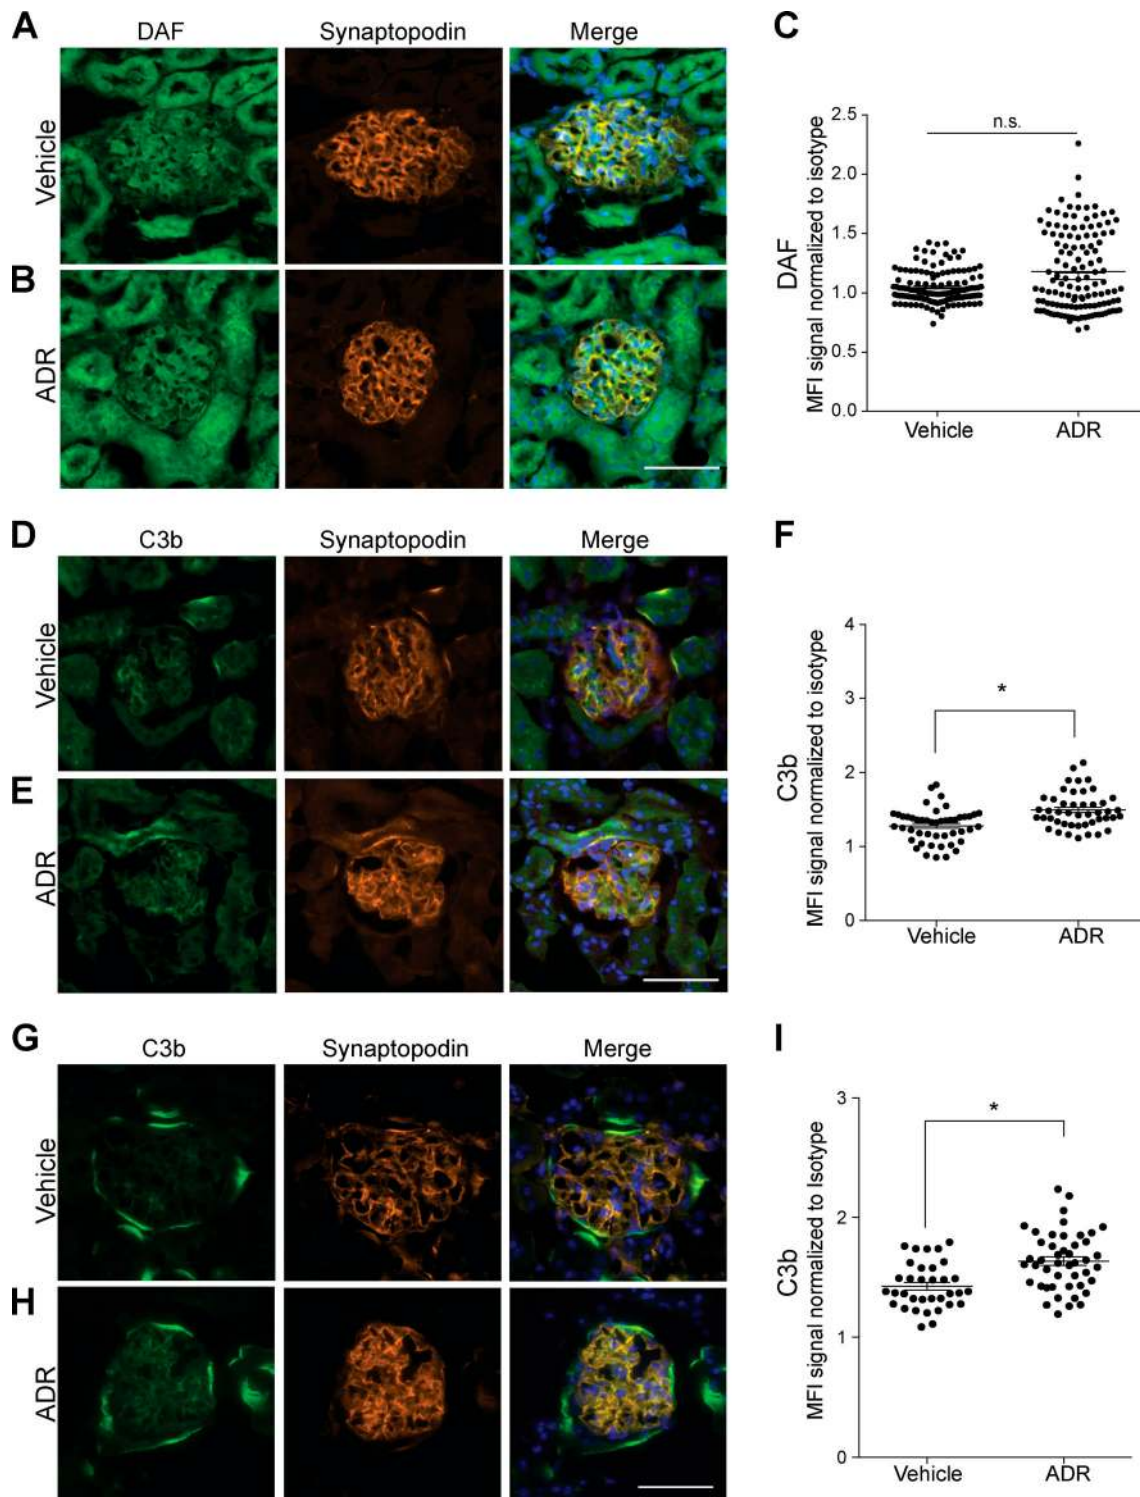 A DAF Synaptopodin Merge
Vehicle
B
ADR
C
DAF
MFI signal normalized to isotype
2.5
2.0
1.5
1.0
0.5
0.0
n.s.
Vehicle ADR
D C3b Synaptopodin Merge
Vehicle
E
ADR
F
C3b
MFI signal normalized to isotype
4
3
2
1
0
*
Vehicle ADR
G C3b Synaptopodin Merge
Vehicle
H
ADR
I
C3b
MFI signal normalized to Isotype
3
2
1
0
*
Vehicle ADR